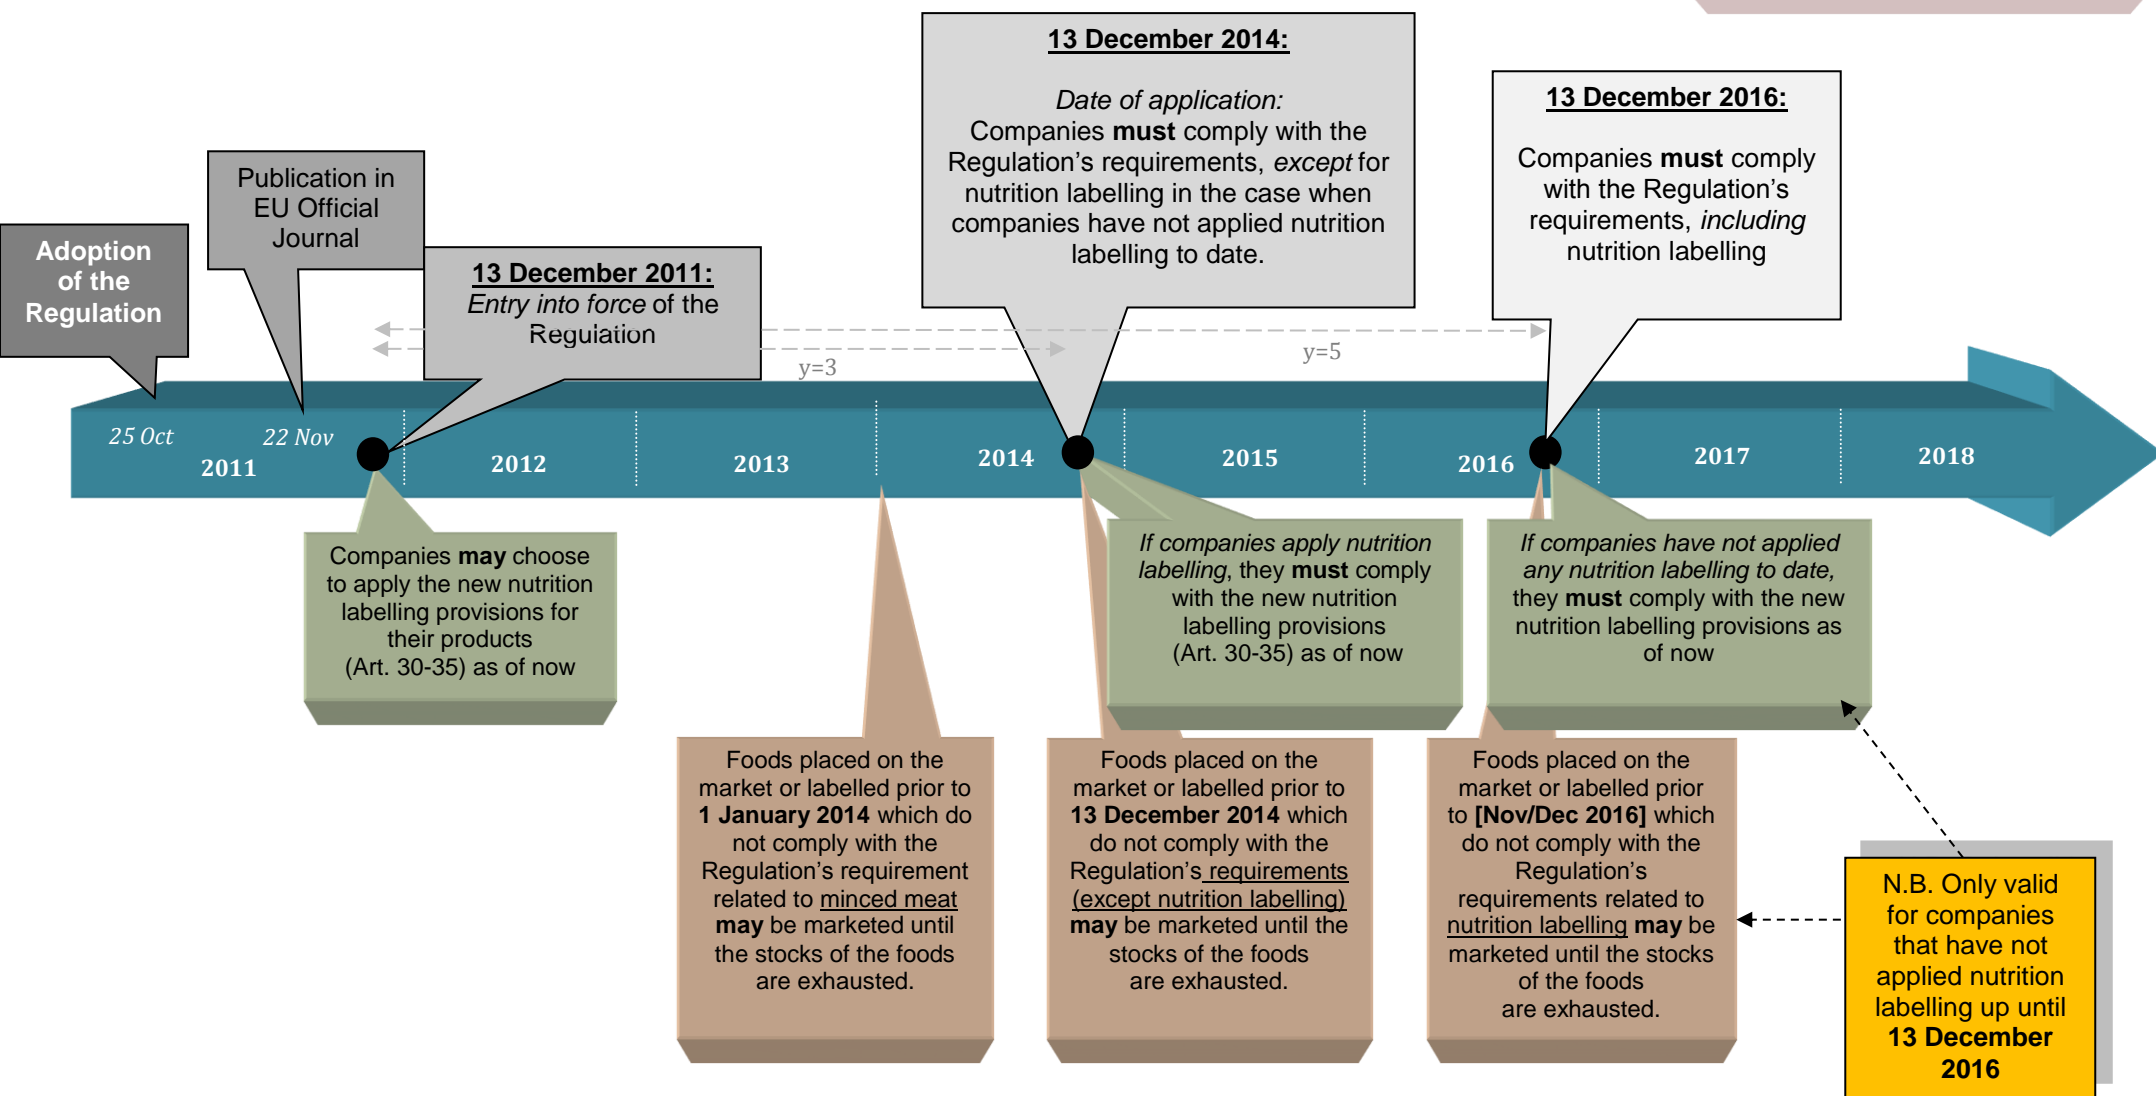 Adoption
of the
Regulation
Publication in
EU Official
Journal
13 December 2011:
Entry into force of the
Regulation
13 December 2014:
Date of application:
Companies must comply with the
Regulation’s requirements, except for
nutrition labelling in the case when
companies have not applied nutrition
labelling to date.
13 December 2016:
Companies must comply
with the Regulation’s
requirements, including
nutrition labelling
y=3
y=5
25 Oct
22 Nov
2011
2012
2013
2014
2015
2016
2017
2018
Companies may choose
to apply the new nutrition
labelling provisions for
their products
(Art. 30-35) as of now
If companies apply nutrition
labelling, they must comply
with the new nutrition
labelling provisions
(Art. 30-35) as of now
If companies have not applied
any nutrition labelling to date,
they must comply with the new
nutrition labelling provisions as
of now
Foods placed on the
market or labelled prior to
1 January 2014 which do
not comply with the
Regulation’s requirement
related to minced meat
may be marketed until
the stocks of the foods
are exhausted.
Foods placed on the
market or labelled prior to
13 December 2014 which
do not comply with the
Regulation’s requirements
(except nutrition labelling)
may be marketed until the
stocks of the foods
are exhausted.
Foods placed on the
market or labelled prior
to [Nov/Dec 2016] which
do not comply with the
Regulation’s
requirements related to
nutrition labelling may be
marketed until the stocks
of the foods
are exhausted.
N.B. Only valid
for companies
that have not
applied nutrition
labelling up until
13 December
2016